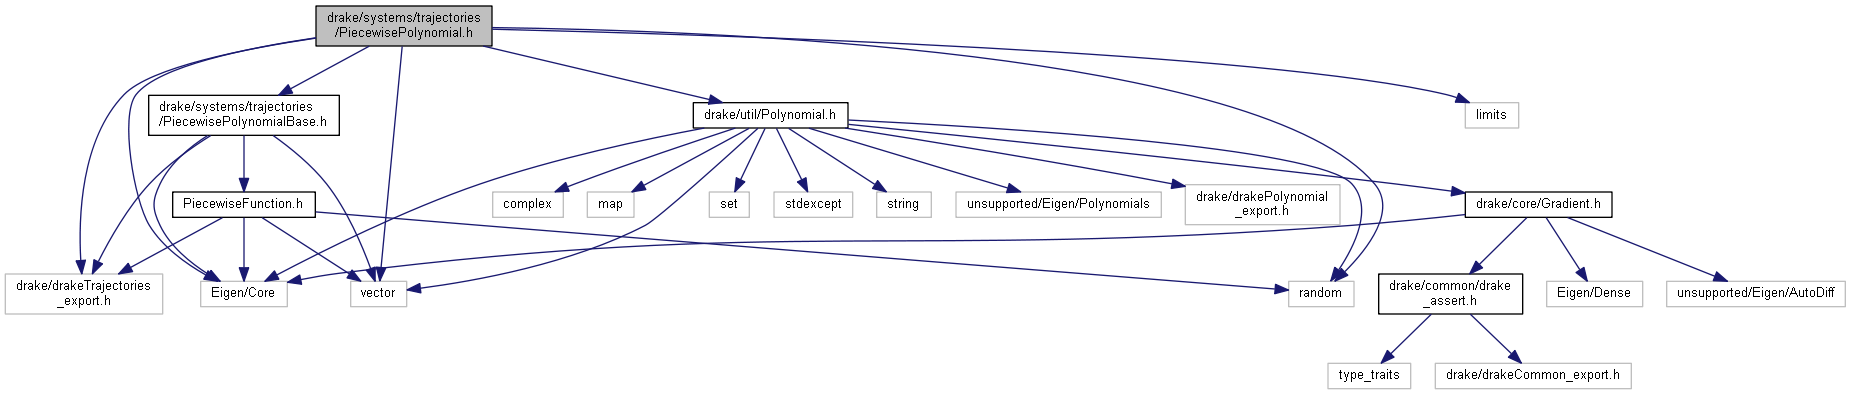 drake/systems/trajectories
/PiecewisePolynomial.h
drake/systems/trajectories
/PiecewisePolynomialBase.h
drake/util/Polynomial.h
limits
PiecewiseFunction.h
complex
map
set
stdexcept
string
unsupported/Eigen/Polynomials
drake/drakePolynomial
_export.h
drake/core/Gradient.h
drake/drakeTrajectories
_export.h
Eigen/Core
vector
random
drake/common/drake
_assert.h
Eigen/Dense
unsupported/Eigen/AutoDiff
type_traits
drake/drakeCommon_export.h